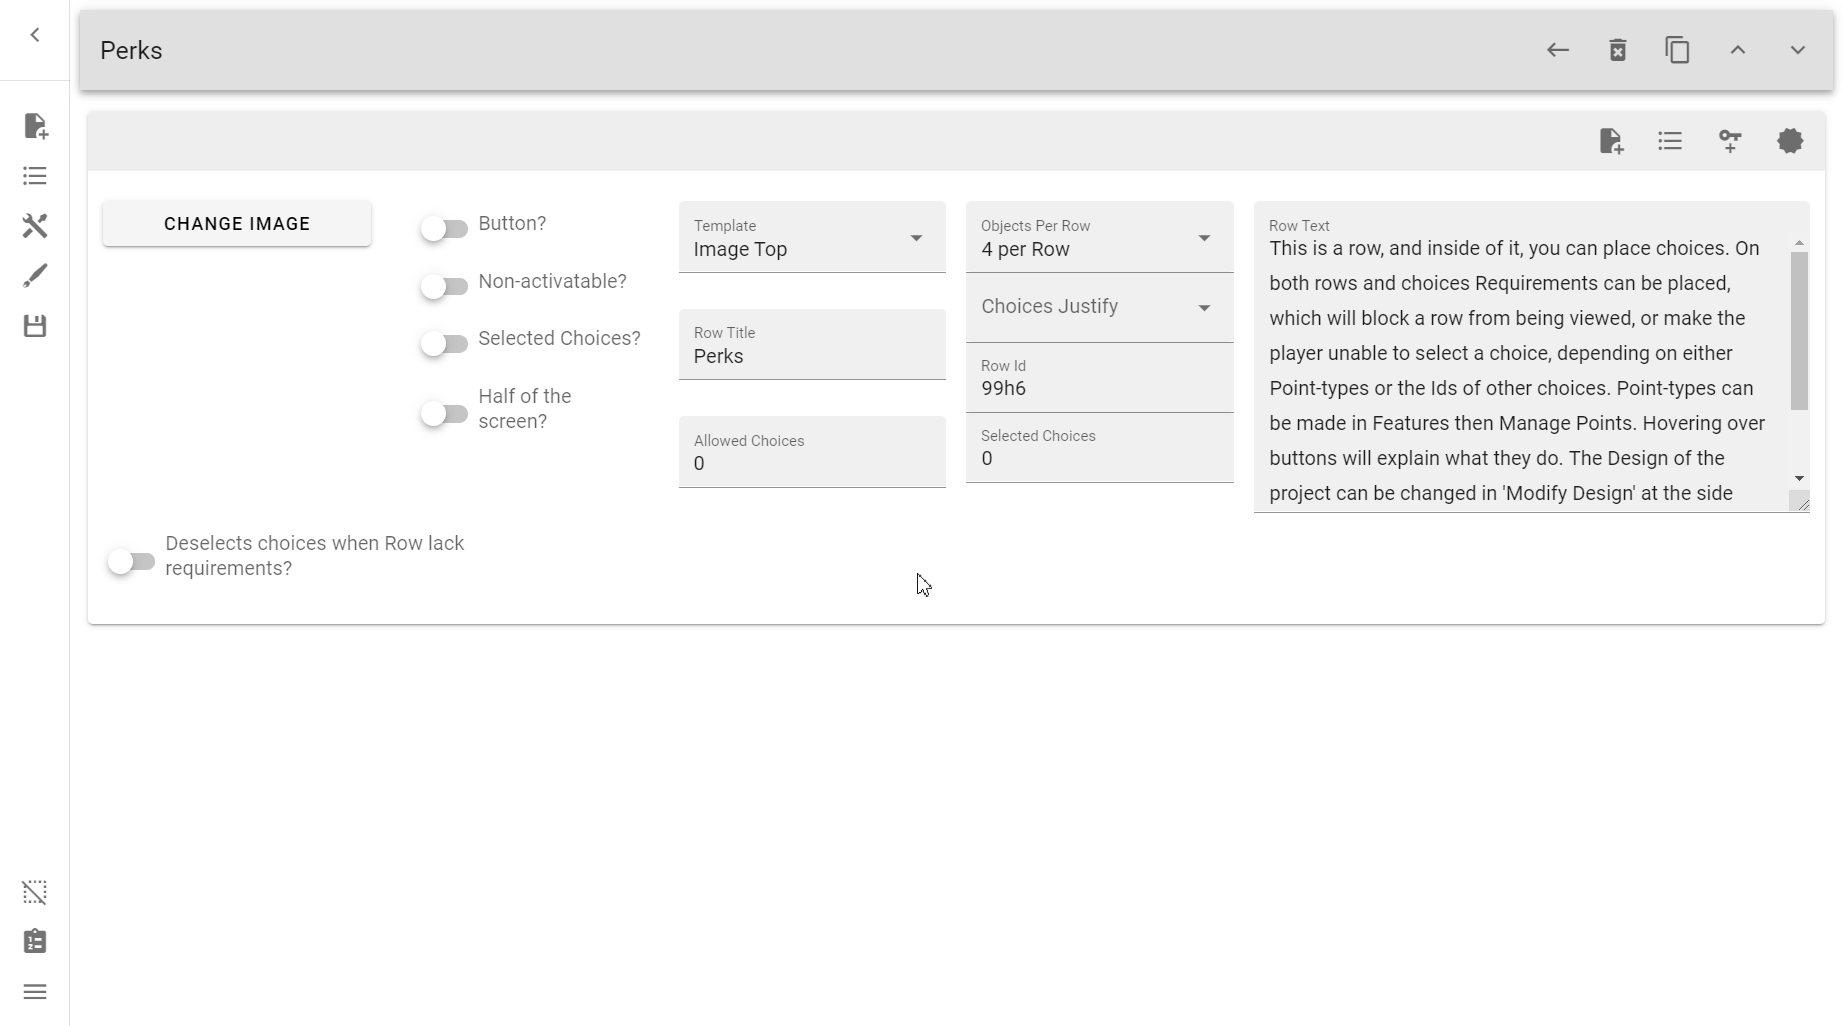 Perks
CHANGE IMAGE
Button?
Non-activatable?
Selected Choices?
Half of the
screen?
Deselects choices when Row lack
requirements?
Template
Image Top
Row Title
Perks
Allowed Choices
0
Objects Per Row
4 per Row
Choices Justify
Row Id
99h6
Selected Choices
0
Row Text
This is a row, and inside of it, you can place choices. On
both rows and choices Requirements can be placed,
which will block a row from being viewed, or make the
player unable to select a choice, depending on either
Point-types or the Ids of other choices. Point-types can
be made in Features then Manage Points. Hovering over
buttons will explain what they do. The Design of the
project can be changed in 'Modify Design' at the side